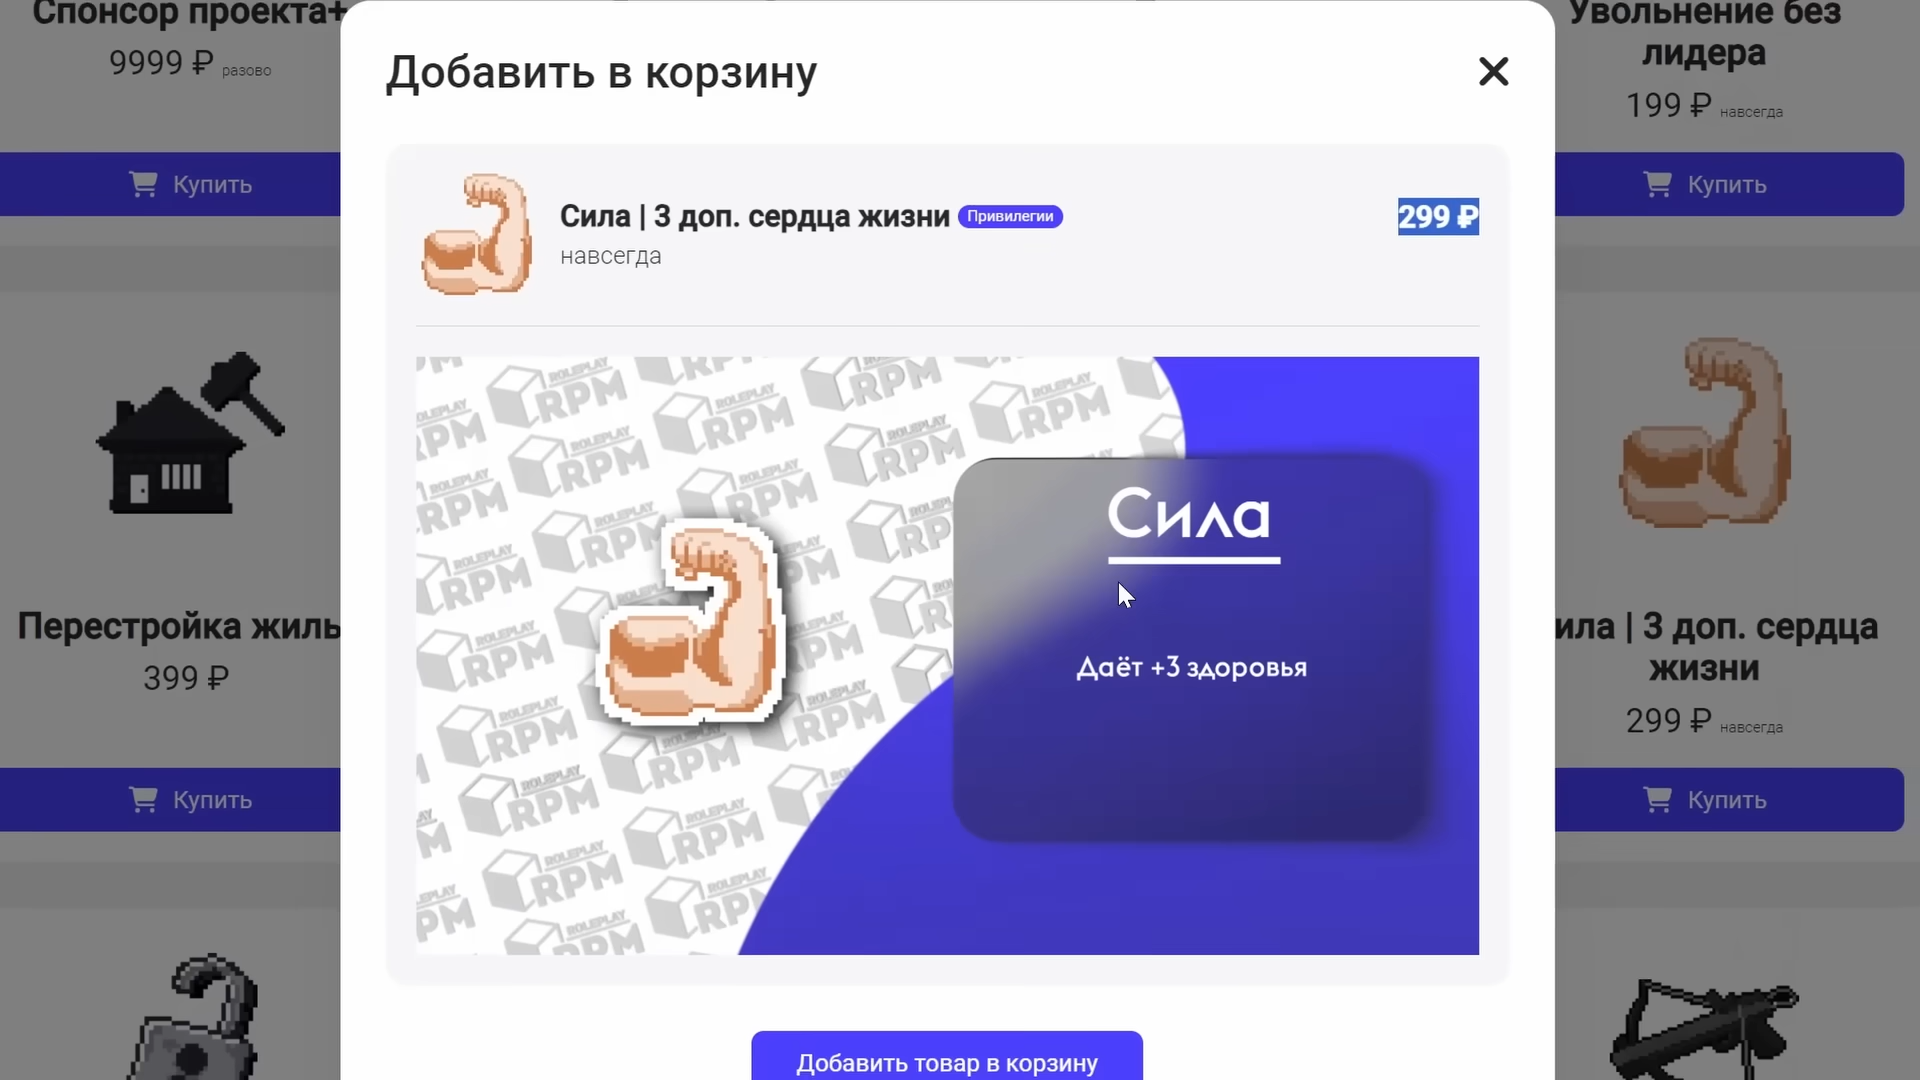 Спонсор проекта+
9999 ₽ разово
Купить
Добавить в корзину
Увольнение без
лидера
199 ₽ навсегда
Купить
Сила | 3 доп. сердца жизни Привилегии
299 ₽
навсегда
ROLEPLAY
RPM
Сила
Даёт +3 здоровья
Перестройка жиль
399 ₽
Купить
ила | 3 доп. сердца
жизни
299 ₽ навсегда
Купить
Добавить товар в корзину